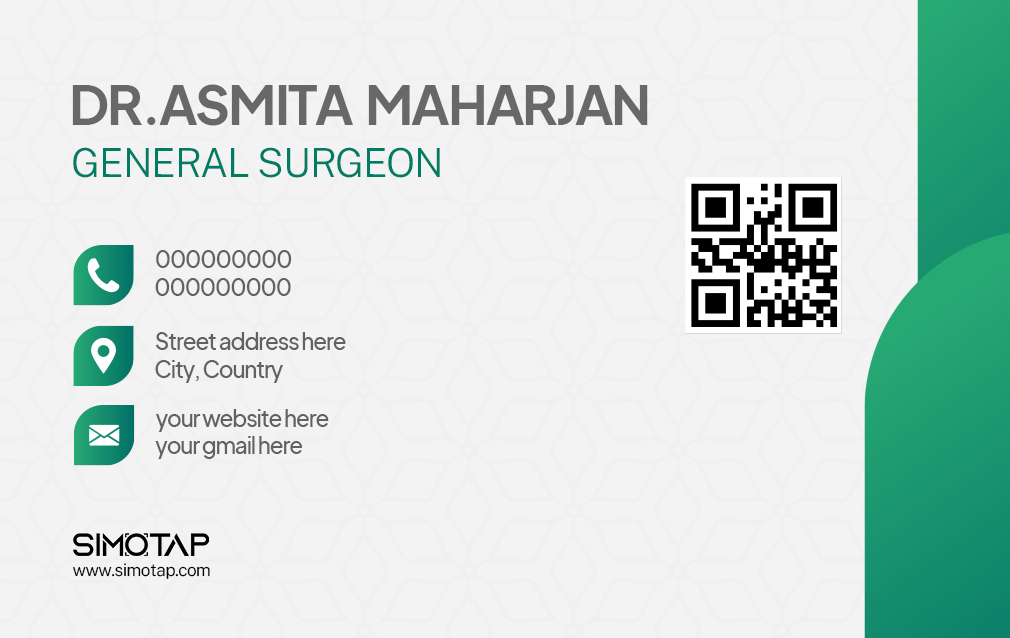 DR.ASMITA MAHARJAN
GENERAL SURGEON
000000000
000000000
Street address here
City, Country
your website here
your gmail here
SIMOTAP
www.simotap.com